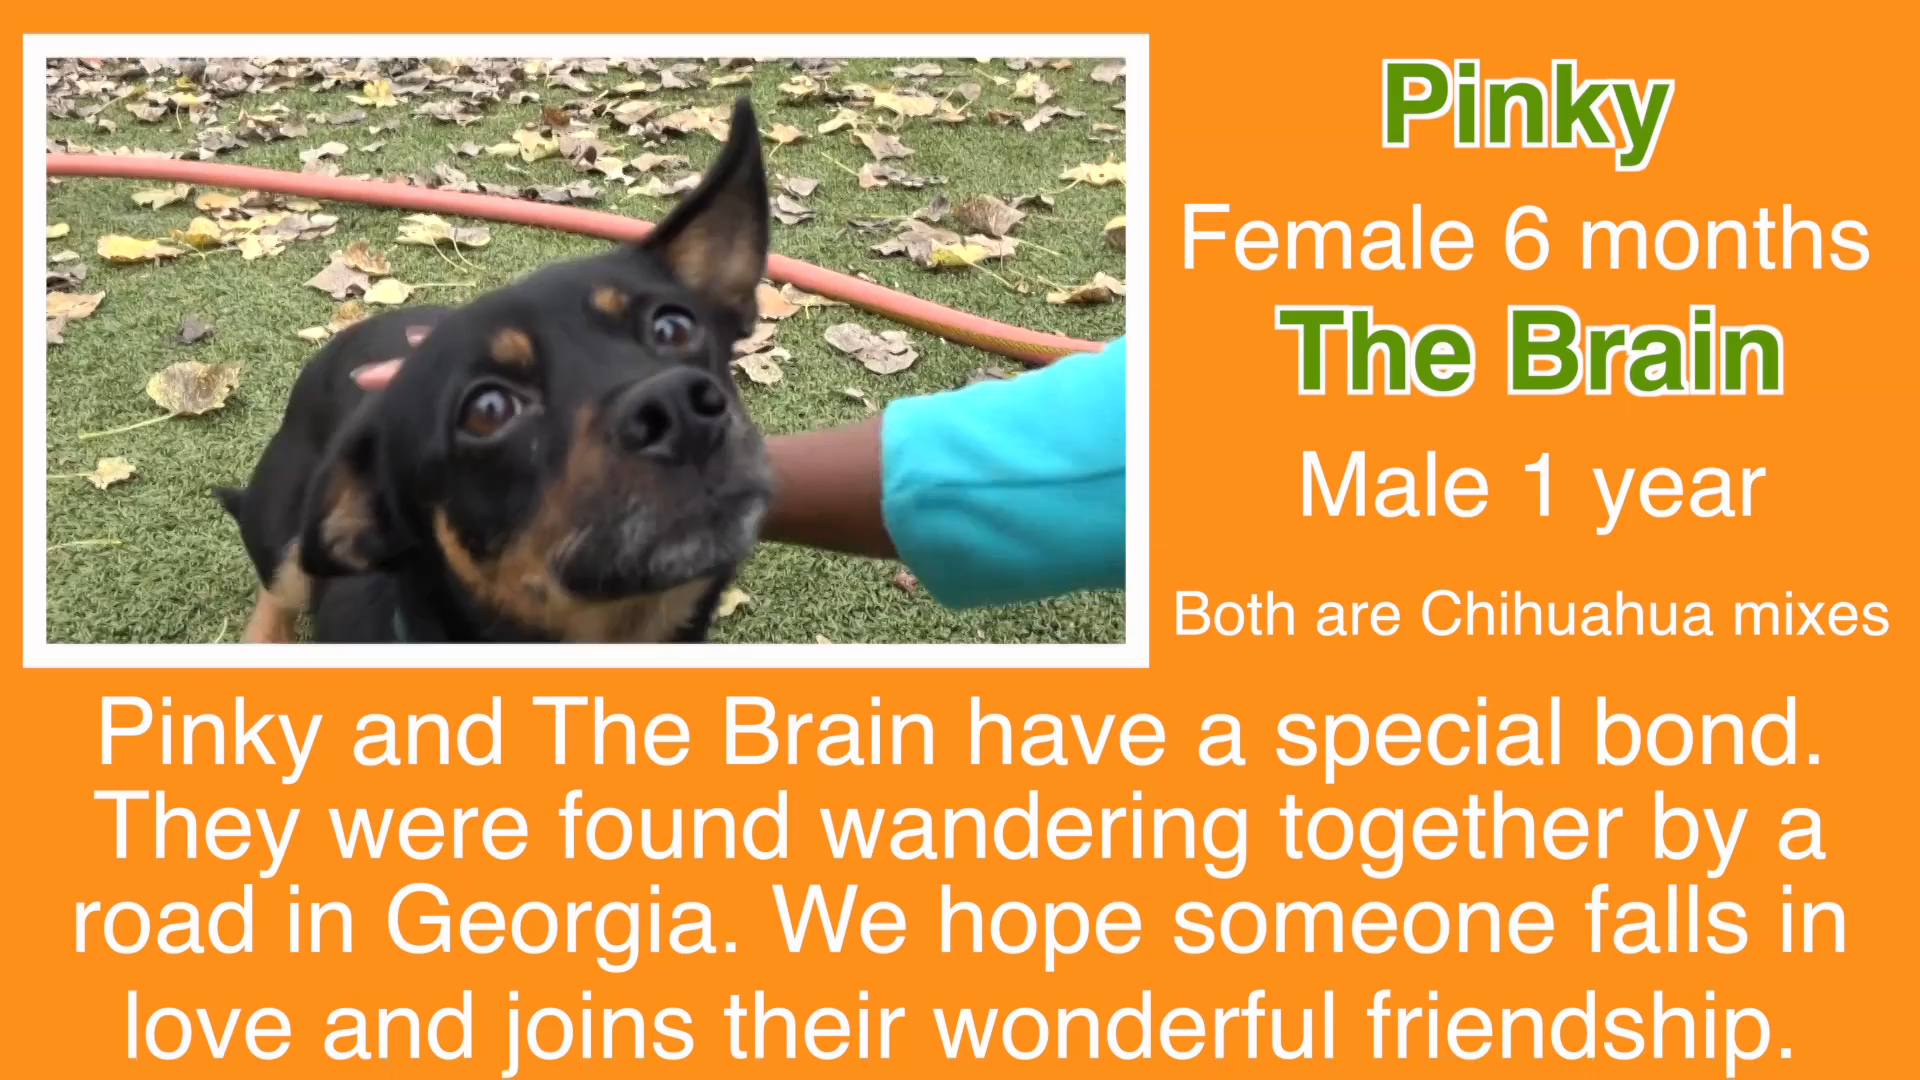 Pinky
Female 6 months
The Brain
Male 1 year
Both are Chihuahua mixes
Pinky and The Brain have a special bond.
They were found wandering together by a
road in Georgia. We hope someone falls in
love and joins their wonderful friendship.